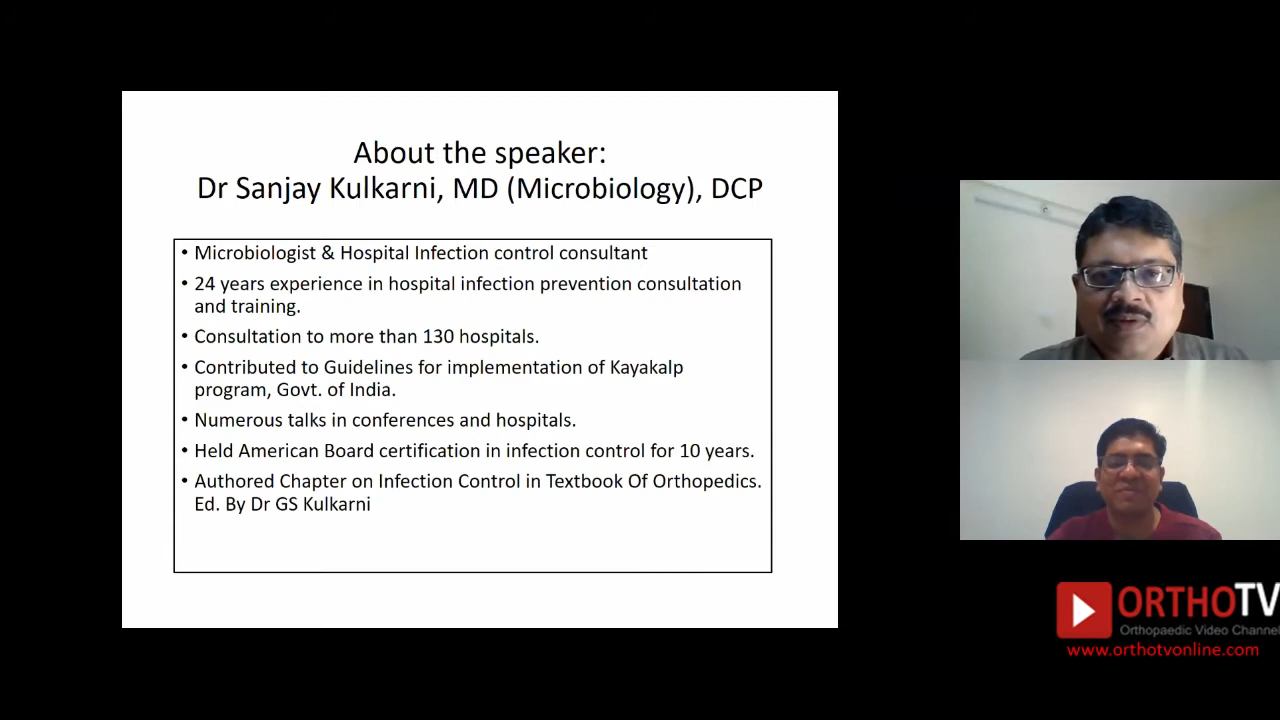 About the speaker:
Dr Sanjay Kulkarni, MD (Microbiology), DCP
• Microbiologist & Hospital Infection control consultant
• 24 years experience in hospital infection prevention consultation
and training.
• Consultation to more than 130 hospitals.
• Contributed to Guidelines for implementation of Kayakalp
program, Govt. of India.
• Numerous talks in conferences and hospitals.
• Held American Board certification in infection control for 10 years.
• Authored Chapter on Infection Control in Textbook Of Orthopedics.
Ed. By Dr GS Kulkarni
ORTHOTV
Orthopaedic Video Channel
www.orthotvonline.com